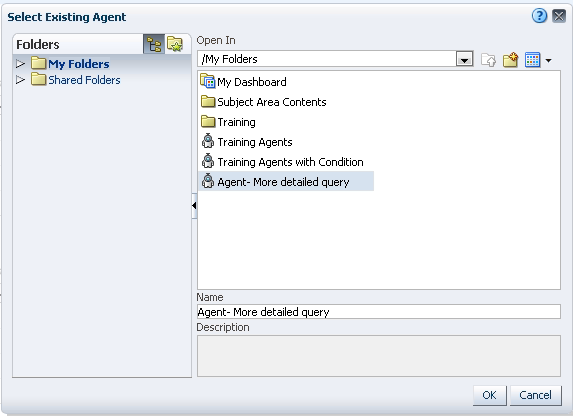 Select Existing Agent
Folders
My Folders
Shared Folders
Open In
/My Folders
My Dashboard
Subject Area Contents
Training
Training Agents
Training Agents with Condition
Agent- More detailed query
Name
Agent- More detailed query
Description
OK
Cancel